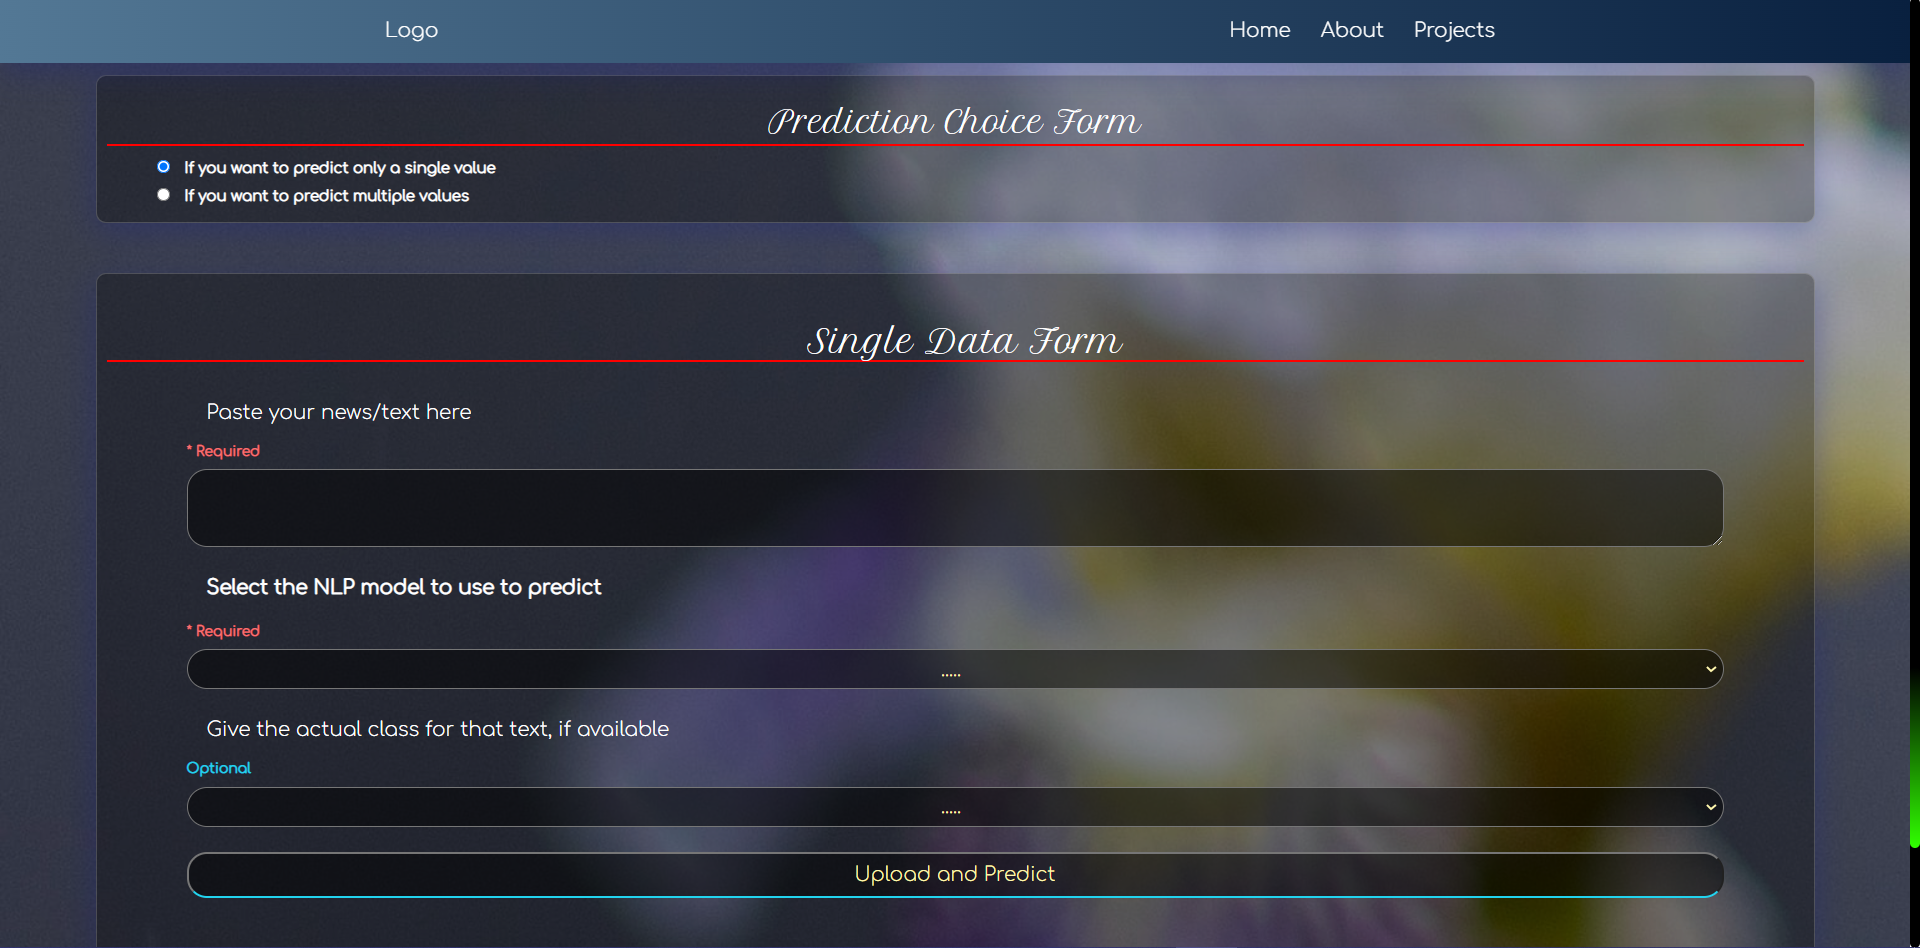 Logo
Home About Projects
Prediction Choice Form
If you want to predict only a single value
If you want to predict multiple values
Single Data Form
Paste your news/text here
* Required
Select the NLP model to use to predict
* Required
.....
Give the actual class for that text, if available
Optional
.....
Upload and Predict